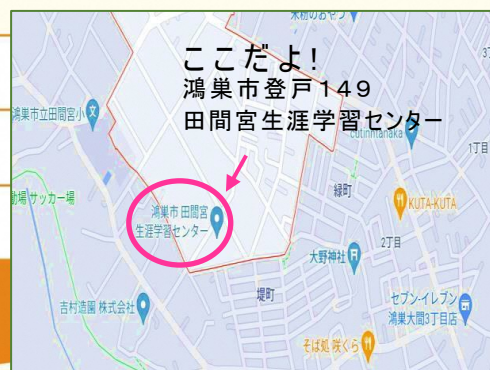 ここだよ!
鴻巣市登戸149
田間宮生涯学習センター
鴻巣市立田間宮小
1丁目
緑町
KUTA-KUTA
サッカー場
鴻巣市 田間宮
生涯学習センター
2丁目
大野神社
堤町
吉村造園 株式会社
セブン-イレブン
鴻巣大間3丁目店
そば処 咲くら